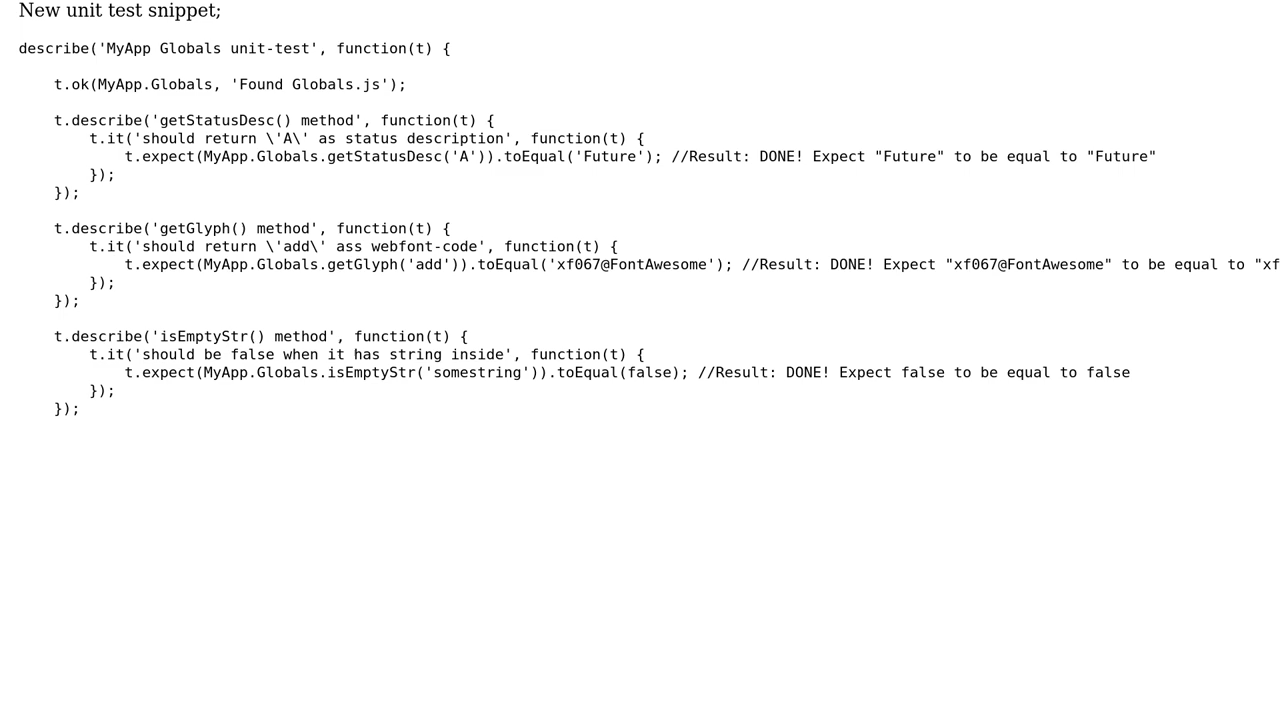 New unit test snippet;
describe('MyApp Globals unit-test', function(t) {
t.ok(MyApp.Globals, 'Found Globals.js');
t.describe('getStatusDesc() method', function(t) {
t.it('should return \'A\' as status description', function(t) {
t.expect(MyApp.Globals.getStatusDesc('A')).toEqual('Future'); //Result: DONE! Expect "Future" to be equal to "Future"
});
});
t.describe('getGlyph() method', function(t) {
t.it('should return \'add\' ass webfont-code', function(t) {
t.expect(MyApp.Globals.getGlyph('add')).toEqual('xf067@FontAwesome'); //Result: DONE! Expect "xf067@FontAwesome" to be equal to "xf
});
});
t.describe('isEmptyStr() method', function(t) {
t.it('should be false when it has string inside', function(t) {
t.expect(MyApp.Globals.isEmptyStr('somestring')).toEqual(false); //Result: DONE! Expect false to be equal to false
});
});